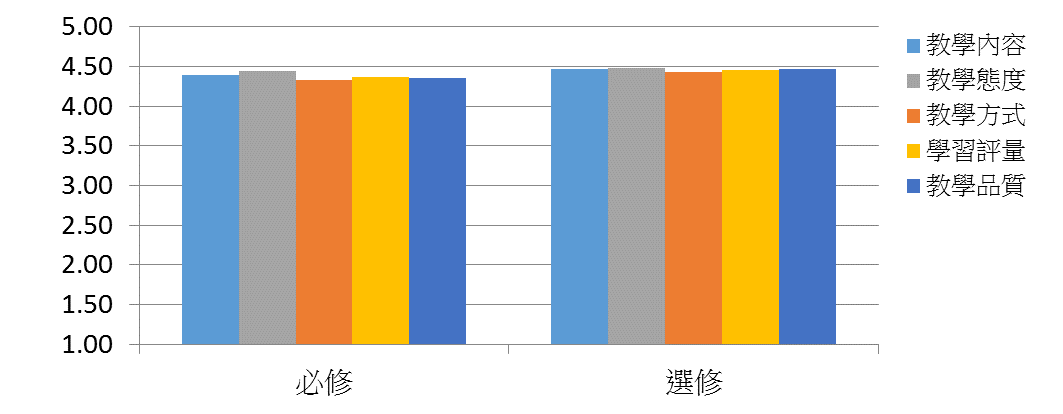 5.00
4.50
4.00
3.50
3.00
2.50
2.00
1.50
1.00
必修
選修
教學內容
教學態度
教學方式
學習評量
教學品質